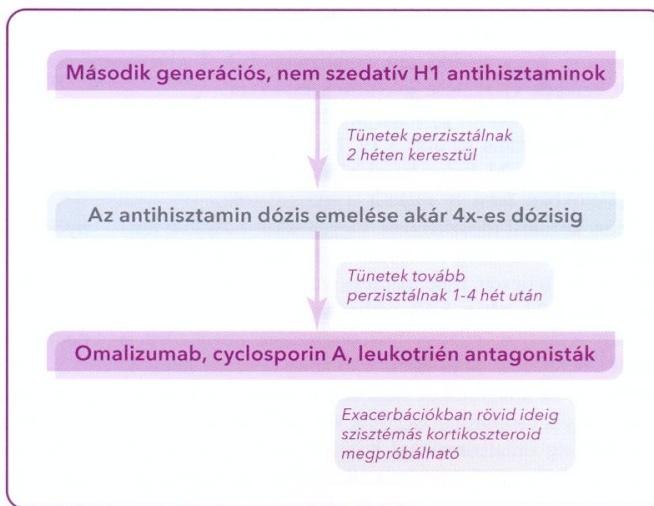 Második generációs, nem szedatív H1 antihisztaminok
Tünetek perzisztálnak
2 héten keresztül
Az antihisztamin dózis emelése akár 4x-es dózisig
Tünetek tovább
perzisztálnak 1-4 hét után
Omalizumab, cyclosporin A, leukotrién antagonisták
Exacerbációkban rövid ideig
szisztémás kortikoszteroid
megpróbálható